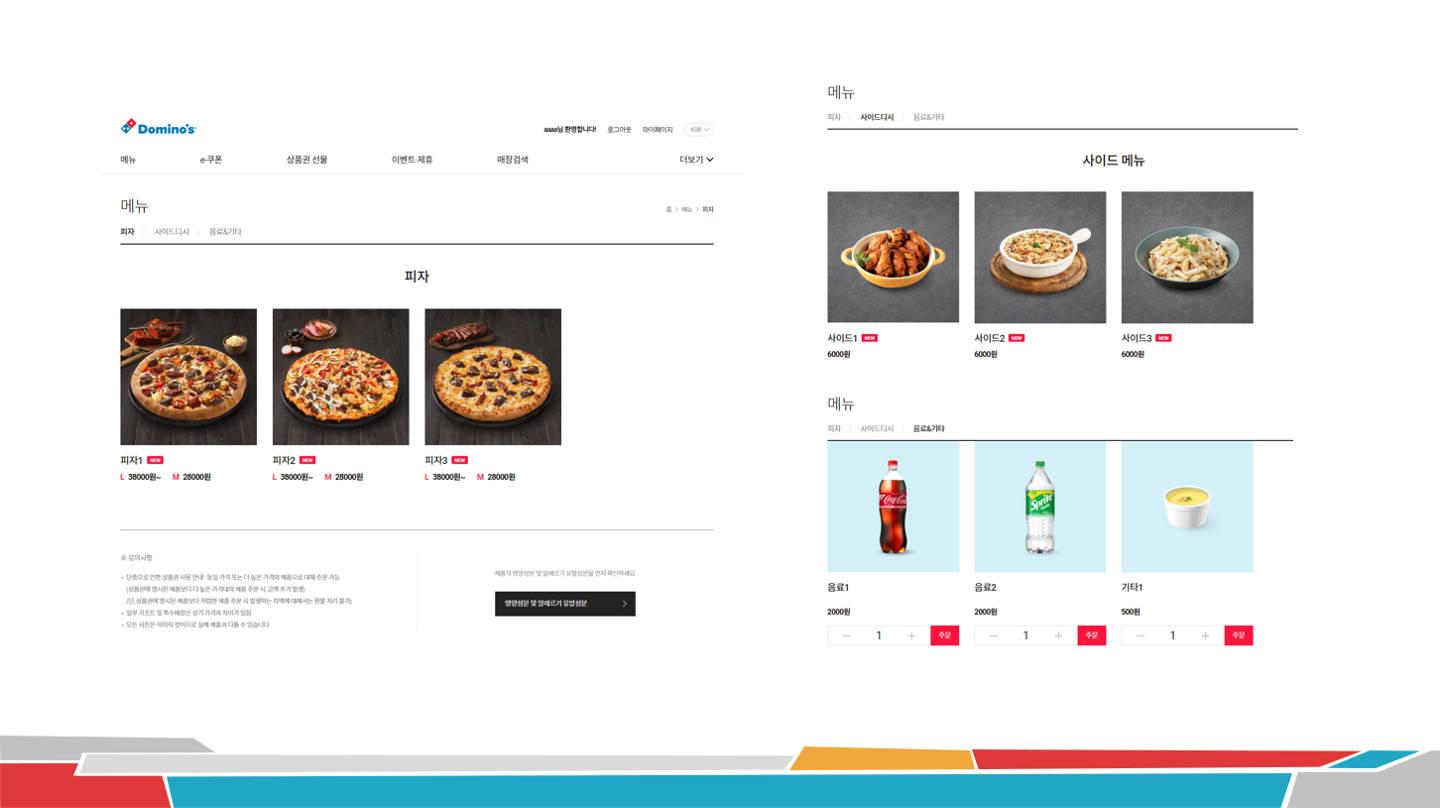 Domino's
aaaa님 환영합니다! 로그아웃 마이페이지 KOR
메뉴 e-쿠폰 상품권 선물 이벤트·제휴 매장검색 더보기
메뉴
홈 > 메뉴 > 피자
피자 사이드디시 음료&기타
피자
피자1 NEW
L 38000원~ M 28000원
피자2 NEW
L 38000원~ M 28000원
피자3 NEW
L 38000원~ M 28000원
※ 유의사항
• 단종으로 인한 상품권 사용 안내 : 동일 가격 또는 더 높은 가격의 제품으로 대체 주문 가능
(상품권에 명시된 제품보다 더 높은 가격대의 제품 주문 시, 금액 추가 발생)
(단, 상품권에 명시된 제품보다 저렴한 제품 주문 시 발생하는 차액에 대해서는 환불 처리 불가)
• 일부 리조트 및 특수매장은 상기 가격과 차이가 있음
• 모든 사진은 이미지 컷이므로 실제 제품과 다를 수 있습니다.
제품의 영양성분 및 알레르기 유발성분을 먼저 확인하세요.
영양성분 및 알레르기 유발성분
메뉴
피자 사이드디시 음료&기타
사이드 메뉴
사이드1 NEW
6000원
사이드2 NEW
6000원
사이드3 NEW
6000원
메뉴
피자 사이드디시 음료&기타
Coca-Cola
Sprite
음료1
2000원
1 주문
음료2
2000원
1 주문
기타1
500원
1 주문